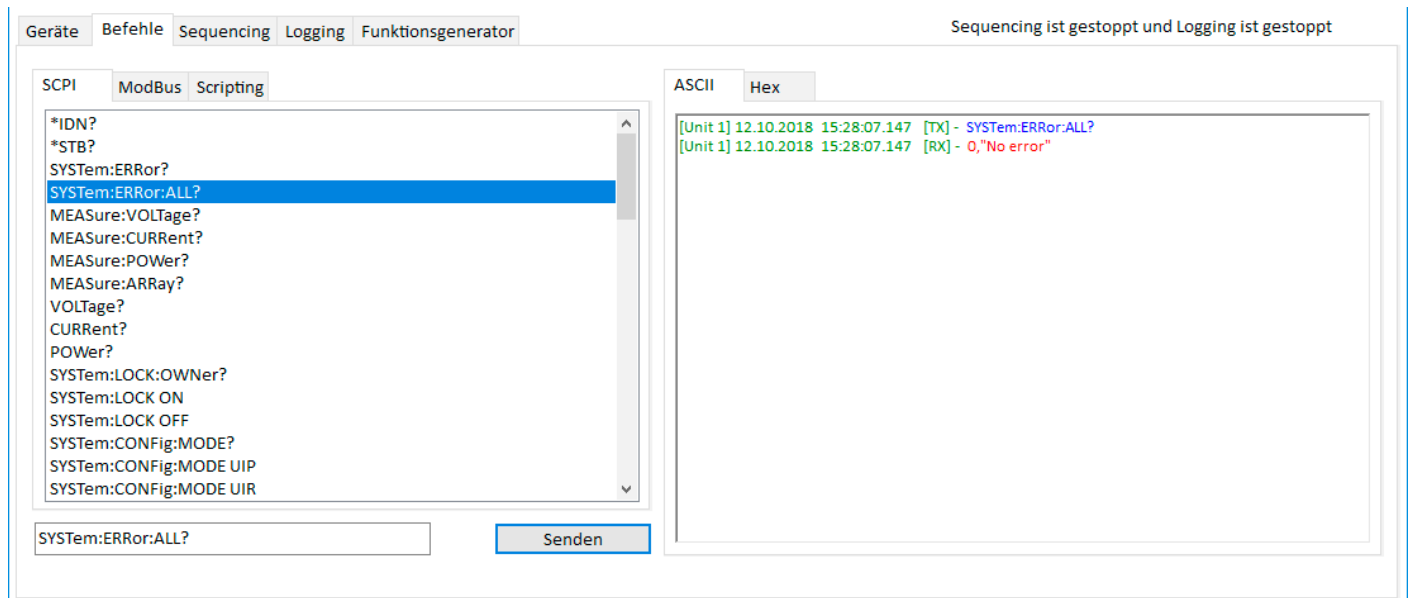 Geräte Befehle Sequencing Logging Funktionsgenerator
Sequencing ist gestoppt und Logging ist gestoppt
SCPI ModBus Scripting
*IDN?
*STB?
SYSTem:ERRor?
SYSTem:ERRor:ALL?
MEASure:VOLTage?
MEASure:CURRent?
MEASure:POWer?
MEASure:ARRay?
VOLTage?
CURRent?
POWer?
SYSTem:LOCK:OWNer?
SYSTem:LOCK ON
SYSTem:LOCK OFF
SYSTem:CONFig:MODE?
SYSTem:CONFig:MODE UIP
SYSTem:CONFig:MODE UIR
SYSTem:ERRor:ALL?
Senden
ASCII Hex
[Unit 1] 12.10.2018 15:28:07.147 [TX] - SYSTem:ERRor:ALL?
[Unit 1] 12.10.2018 15:28:07.147 [RX] - 0,"No error"